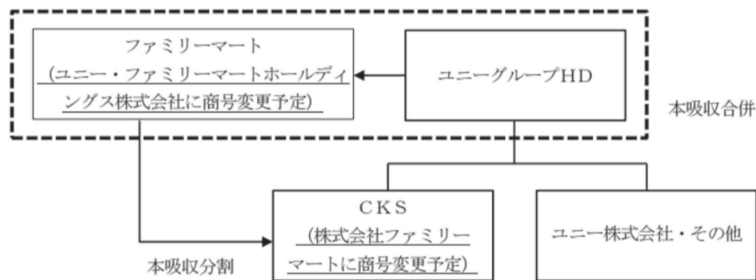 ファミリーマート
(ユニー・ファミリーマートホールディ
ングス株式会社に商号変更予定)
ユニーグループHD
本吸収合併
CKS
(株式会社ファミリー
マートに商号変更予定)
ユニー株式会社・その他
本吸収分割